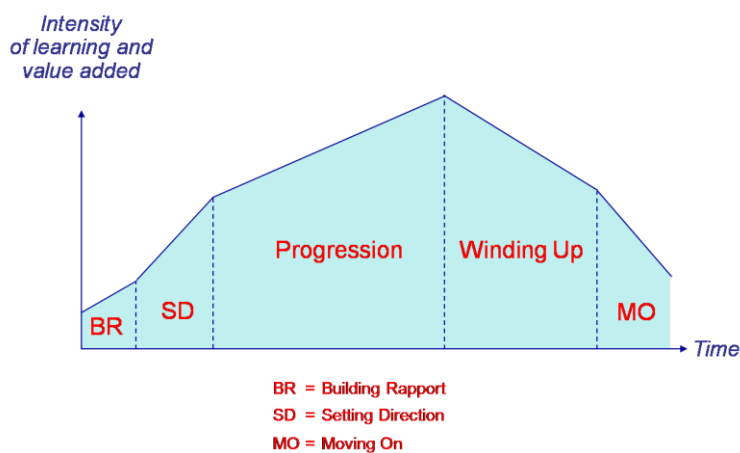 Intensity
of learning and
value added
Progression
Winding Up
BR
SD
MO
Time
BR = Building Rapport
SD = Setting Direction
MO = Moving On